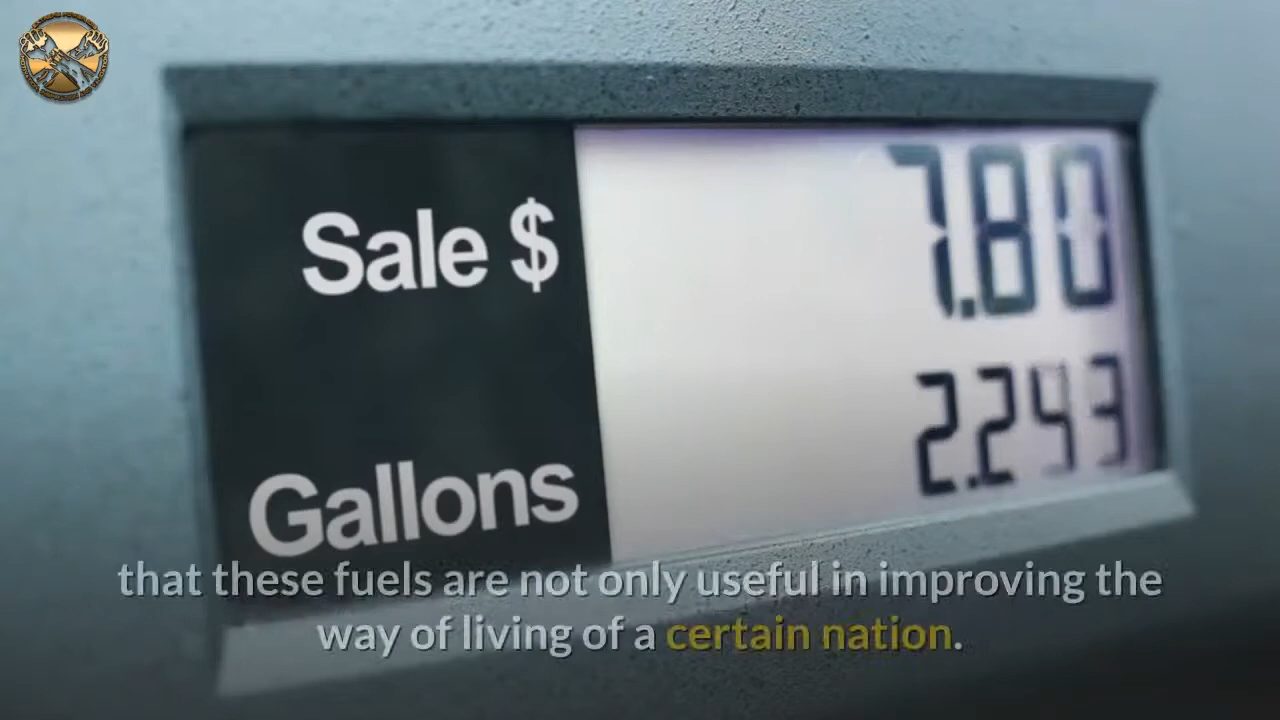 Sale $
7.80
2.243
Gallons
that these fuels are not only useful in improving the
way of living of a certain nation.